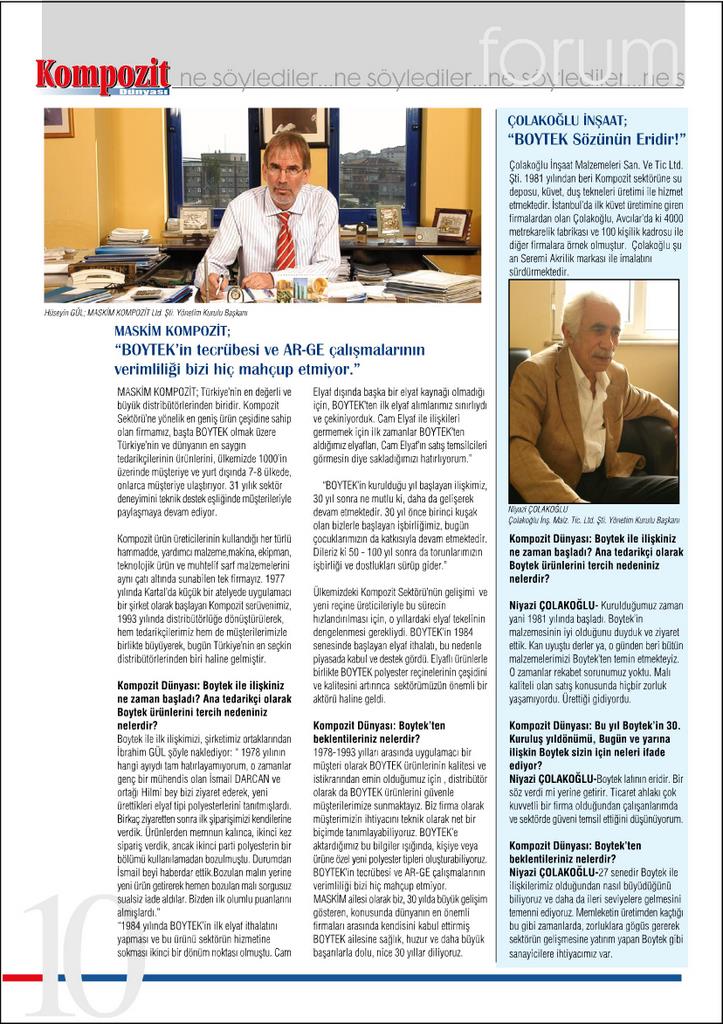 forum
Kompozit
Dünyası
ne söylediler...ne söylediler...ne söylediler...ne s
Hüseyin GÜL; MASKİM KOMPOZİT Ltd. Şti. Yönetim Kurulu Başkanı
MASKİM KOMPOZİT;
“BOYTEK’in tecrübesi ve AR-GE çalışmalarının
verimliliği bizi hiç mahçup etmiyor.”
MASKİM KOMPOZİT; Türkiye'nin en değerli ve
büyük distribütörlerinden biridir. Kompozit
Sektörü'ne yönelik en geniş ürün çeşidine sahip
olan firmamız, başta BOYTEK olmak üzere
Türkiye'nin ve dünyanın en saygın
tedarikçilerinin ürünlerini, ülkemizde 1000'in
üzerinde müşteriye ve yurt dışında 7-8 ülkede,
onlarca müşteriye ulaştırıyor. 31 yılık sektör
deneyimini teknik destek eşliğinde müşterileriyle
paylaşmaya devam ediyor.
Kompozit ürün üreticilerinin kullandığı her türlü
hammadde, yardımcı malzeme,makina, ekipman,
teknolojik ürün ve muhtelif sarf malzemelerini
aynı çatı altında sunabilen tek firmayız. 1977
yılında Kartal'da küçük bir atelyede uygulamacı
bir şirket olarak başlayan Kompozit serüvenimiz,
1993 yılında distribütörlüğe dönüştürülerek,
hem tedarikçilerimiz hem de müşterilerimizle
birlikte büyüyerek, bugün Türkiye'nin en seçkin
distribütörlerinden biri haline gelmiştir.
Kompozit Dünyası: Boytek ile ilişkiniz
ne zaman başladı? Ana tedarikçi olarak
Boytek ürünlerini tercih nedeniniz
nelerdir?
Boytek ile ilk ilişkimizi, şirketimiz ortaklarından
İbrahim GÜL şöyle naklediyor: “ 1978 yılının
hangi ayıydı tam hatırlayamıyorum, o zamanlar
genç bir mühendis olan İsmail DARCAN ve
ortağı Hilmi bey bizi ziyaret ederek, yeni
ürettikleri elyaf tipi polyesterlerini tanıtmışlardı.
Birkaç ziyaretten sonra ilk şiparişimizi kendilerine
verdik. Ürünlerden memnun kalınca, ikinci kez
sipariş verdik, ancak ikinci parti polyesterin bir
bölümü kullanılamadan bozulmuştu. Durumdan
İsmail beyi haberdar ettik.Bozulan malın yerine
yeni ürün getirerek hemen bozulan malı sorgusuz
sualsiz iade aldılar. Bizden ilk olumlu puanlarını
almışlardı.”
“1984 yılında BOYTEK'in ilk elyaf ithalatını
yapması ve bu ürünü sektörün hizmetine
sokması ikinci bir dönüm noktası olmuştu. Cam
Elyaf dışında başka bir elyaf kaynağı olmadığı
için, BOYTEK'ten ilk elyaf alımlarımız sınırlıydı
ve çekiniyorduk. Cam Elyaf ile ilişkileri
germemek için ilk zamanlar BOYTEK'ten
aldığımız elyafları, Cam Elyaf'ın satış temsilcileri
görmesin diye sakladığımızı hatırlıyorum.”
“BOYTEK'in kurulduğu yıl başlayan ilişkimiz,
30 yıl sonra ne mutlu ki, daha da gelişerek
devam etmektedir. 30 yıl önce birinci kuşak
olan bizlerle başlayan işbirliğimiz, bugün
çocuklarımızın da katkısıyla devam etmektedir.
Dileriz ki 50 - 100 yıl sonra da torunlarımızın
işbirliği ve dostlukları sürüp gider.”
Ülkemizdeki Kompozit Sektörü'nün gelişimi ve
yeni reçine üreticileriyle bu sürecin
hızlandırılması için, o yıllardaki elyaf tekelinin
dengelenmesi gerekliydi. BOYTEK'in 1984
senesinde başlayan elyaf ithalatı, bu nedenle
piyasada kabul ve destek gördü. Elyaflı ürünlerle
birlikte BOYTEK polyester reçinelerinin çeşidini
ve kalitesini artırınca sektörümüzün önemli bir
aktörü haline geldi.
Kompozit Dünyası: Boytek'ten
beklentileriniz nelerdir?
1978-1993 yılları arasında uygulamacı bir
müşteri olarak BOYTEK ürünlerinin kalitesi ve
istikrarından emin olduğumuz için , distribütör
olarak da BOYTEK ürünlerini güvenle
müşterilerimize sunmaktayız. Biz firma olarak
müşterimizin ihtiyacını teknik olarak net bir
biçimde tanımlayabiliyoruz. BOYTEK'e
aktardığımız bu bilgiler ışığında, kişiye veya
ürüne özel yeni polyester tipleri oluşturabiliyoruz.
BOYTEK'in tecrübesi ve AR-GE çalışmalarının
verimliliği bizi hiç mahçup etmiyor.
MASKİM ailesi olarak biz, 30 yılda büyük gelişim
gösteren, konusunda dünyanın en önemli
firmaları arasında kendisini kabul ettirmiş
BOYTEK ailesine sağlık, huzur ve daha büyük
başarılarla dolu, nice 30 yıllar diliyoruz.
ÇOLAKOĞLU İNŞAAT;
“BOYTEK Sözünün Eridir!”
Çolakoğlu İnşaat Malzemeleri San. Ve Tic Ltd.
Şti. 1981 yılından beri Kompozit sektörüne su
deposu, küvet, duş tekneleri üretimi ile hizmet
etmektedir. İstanbul'da ilk küvet üretimine giren
firmalardan olan Çolakoğlu, Avcılar'da ki 4000
metrekarelik fabrikası ve 100 kişilik kadrosu ile
diğer firmalara örnek olmuştur. Çolakoğlu şu
an Seremi Akrilik markası ile imalatını
sürdürmektedir.
Niyazi ÇOLAKOĞLU
Çolakoğlu İnş. Malz. Tic. Ltd. Şti. Yönetim Kurulu Başkanı
Kompozit Dünyası: Boytek ile ilişkiniz
ne zaman başladı? Ana tedarikçi olarak
Boytek ürünlerini tercih nedeniniz
nelerdir?
Niyazi ÇOLAKOĞLU- Kurulduğumuz zaman
yani 1981 yılında başladı. Boytek'in
malzemesinin iyi olduğunu duyduk ve ziyaret
ettik. Kan uyuştu derler ya, o günden beri bütün
malzemelerimizi Boytek'ten temin etmekteyiz.
O zamanlar rekabet sorunumuz yoktu. Malı
kaliteli olan satış konusunda hiçbir zorluk
yaşamıyordu. Ürettiği gidiyordu.
Kompozit Dünyası: Bu yıl Boytek'in 30.
Kuruluş yıldönümü, Bugün ve yarına
ilişkin Boytek sizin için neleri ifade
ediyor?
Niyazi ÇOLAKOĞLU-Boytek lafının eridir. Bir
söz verdi mi yerine getirir. Ticaret ahlakı çok
kuvvetli bir firma olduğundan çalışanlarımda
ve sektörde güveni temsil ettiğini düşünüyorum.
Kompozit Dünyası: Boytek'ten
beklentileriniz nelerdir?
Niyazi ÇOLAKOĞLU-27 senedir Boytek ile
ilişkilerimiz olduğundan nasıl büyüdüğünü
biliyoruz ve daha da ileri seviyelere gelmesini
temenni ediyoruz. Memleketin üretimden kaçtığı
bu gibi zamanlarda, zorluklara göğüs gererek
sektörün gelişmesine yatırım yapan Boytek gibi
sanayicilere ihtiyacımız var.
10